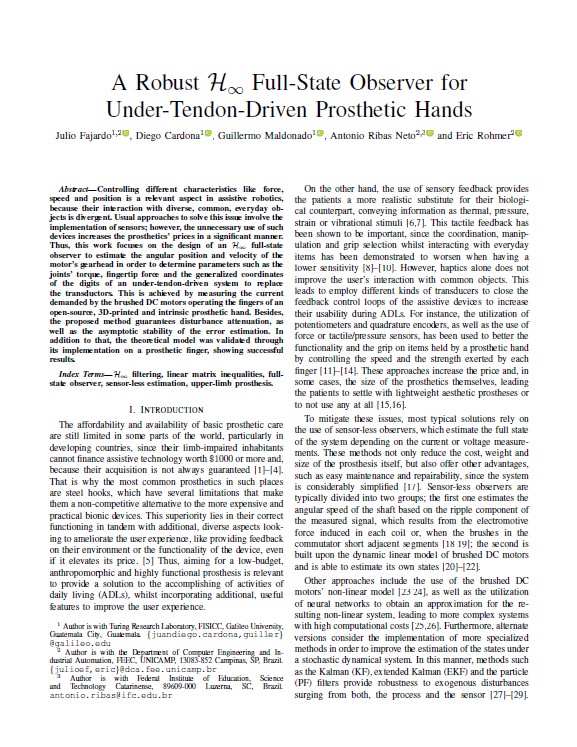 A Robust H∞ Full-State Observer for
Under-Tendon-Driven Prosthetic Hands
Julio Fajardo1,2, Diego Cardona1, Guillermo Maldonado1, Antonio Ribas Neto2,3 and Eric Rohmer2
Abstract—Controlling different characteristics like force,
speed and position is a relevant aspect in assistive robotics,
because their interaction with diverse, common, everyday ob-
jects is divergent. Usual approaches to solve this issue involve the
implementation of sensors; however, the unnecessary use of such
devices increases the prosthetics' prices in a significant manner.
Thus, this work focuses on the design of an H∞ full-state
observer to estimate the angular position and velocity of the
motor's gearhead in order to determine parameters such as the
joints' torque, fingertip force and the generalized coordinates
of the digits of an under-tendon-driven system to replace
the transductors. This is achieved by measuring the current
demanded by the brushed DC motors operating the fingers of an
open-source, 3D-printed and intrinsic prosthetic hand. Besides,
the proposed method guarantees disturbance attenuation, as
well as the asymptotic stability of the error estimation. In
addition to that, the theoretical model was validated through
its implementation on a prosthetic finger, showing successful
results.
Index Terms—H∞ filtering, linear matrix inequalities, full-
state observer, sensor-less estimation, upper-limb prosthesis.
I. Introduction
The affordability and availability of basic prosthetic care
are still limited in some parts of the world, particularly in
developing countries, since their limb-impaired inhabitants
cannot finance assistive technology worth $1000 or more and,
because their acquisition is not always guaranteed [1]–[4].
That is why the most common prosthetics in such places
are steel hooks, which have several limitations that make
them a non-competitive alternative to the more expensive and
practical bionic devices. This superiority lies in their correct
functioning in tandem with additional, diverse aspects look-
ing to ameliorate the user experience, like providing feedback
on their environment or the functionality of the device, even
if it elevates its price. [5] Thus, aiming for a low-budget,
anthropomorphic and highly functional prosthesis is relevant
to provide a solution to the accomplishing of activities of
daily living (ADLs), whilst incorporating additional, useful
features to improve the user experience.
1 Author is with Turing Research Laboratory, FISICC, Galileo University,
Guatemala City, Guatemala. {juandiego.cardona,guiller}
@galileo.edu
2 Author is with the Department of Computer Engineering and In-
dustrial Automation, FEEC, UNICAMP, 13083-852 Campinas, SP, Brazil.
{juliofef,eric}@dca.fee.unicamp.br
3 Author is with Federal Institute of Education, Science
and Technology Catarinense, 89609-000 Luzerna, SC, Brazil.
antonio.ribas@ifc.edu.br
On the other hand, the use of sensory feedback provides
the patients a more realistic substitute for their biologi-
cal counterpart, conveying information as thermal, pressure,
strain or vibrational stimuli [6,7]. This tactile feedback has
been shown to be important, since the coordination, manip-
ulation and grip selection whilst interacting with everyday
items has been demonstrated to worsen when having a
lower sensitivity [8]–[10]. However, haptics alone does not
improve the user's interaction with common objects. This
leads to employ different kinds of transducers to close the
feedback control loops of the assistive devices to increase
their usability during ADLs. For instance, the utilization of
potentiometers and quadrature encoders, as well as the use of
force or tactile/pressure sensors, has been used to better the
functionality and the grip on items held by a prosthetic hand
by controlling the speed and the strength exerted by each
finger [11]–[14]. These approaches increase the price and, in
some cases, the size of the prosthetics themselves, leading
the patients to settle with lightweight aesthetic prostheses or
to not use any at all [15,16].
To mitigate these issues, most typical solutions rely on
the use of sensor-less observers, which estimate the full state
of the system depending on the current or voltage measure-
ments. These methods not only reduce the cost, weight and
size of the prosthesis itself, but also offer other advantages,
such as easy maintenance and repairability, since the system
is considerably simplified [17]. Sensor-less observers are
typically divided into two groups; the first one estimates the
angular speed of the shaft based on the ripple component of
the measured signal, which results from the electromotive
force induced in each coil or, when the brushes in the
commutator short adjacent segments [18 19]; the second is
built upon the dynamic linear model of brushed DC motors
and is able to estimate its own states [20]–[22].
Other approaches include the use of the brushed DC
motors' non-linear model [23 24], as well as the utilization
of neural networks to obtain an approximation for the re-
sulting non-linear system, leading to more complex systems
with high computational costs [25,26]. Furthermore, alternate
versions consider the implementation of more specialized
methods in order to improve the estimation of the states under
a stochastic dynamical system. In this manner, methods such
as the Kalman (KF), extended Kalman (EKF) and the particle
(PF) filters provide robustness to exogenous disturbances
surging from both, the process and the sensor [27]–[29].